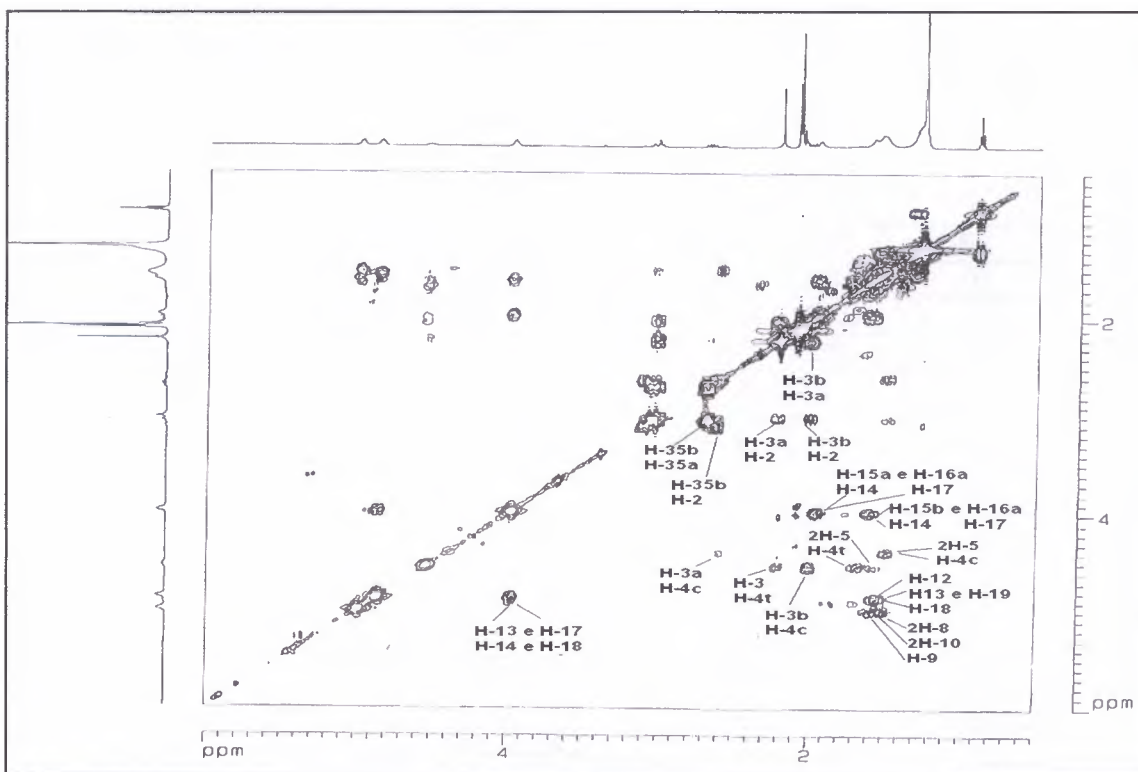 2
H-3b
H-3a
H-35b
H-35a
H-3a
H-2
H-3b
H-2
H-35b
H-2
H-15a e H-16a
H-14 H-17
H-15b e H-16a
H-14 H-17
4
2H-5
H-4t
2H-5
H-4c
H-3a
H-4c
H-3
H-4t
H-3b
H-4c
H-12
H13 e H-19
H-18
H-13 e H-17
H-14 e H-18
2H-8
2H-10
H-9
ppm
ppm
4
2